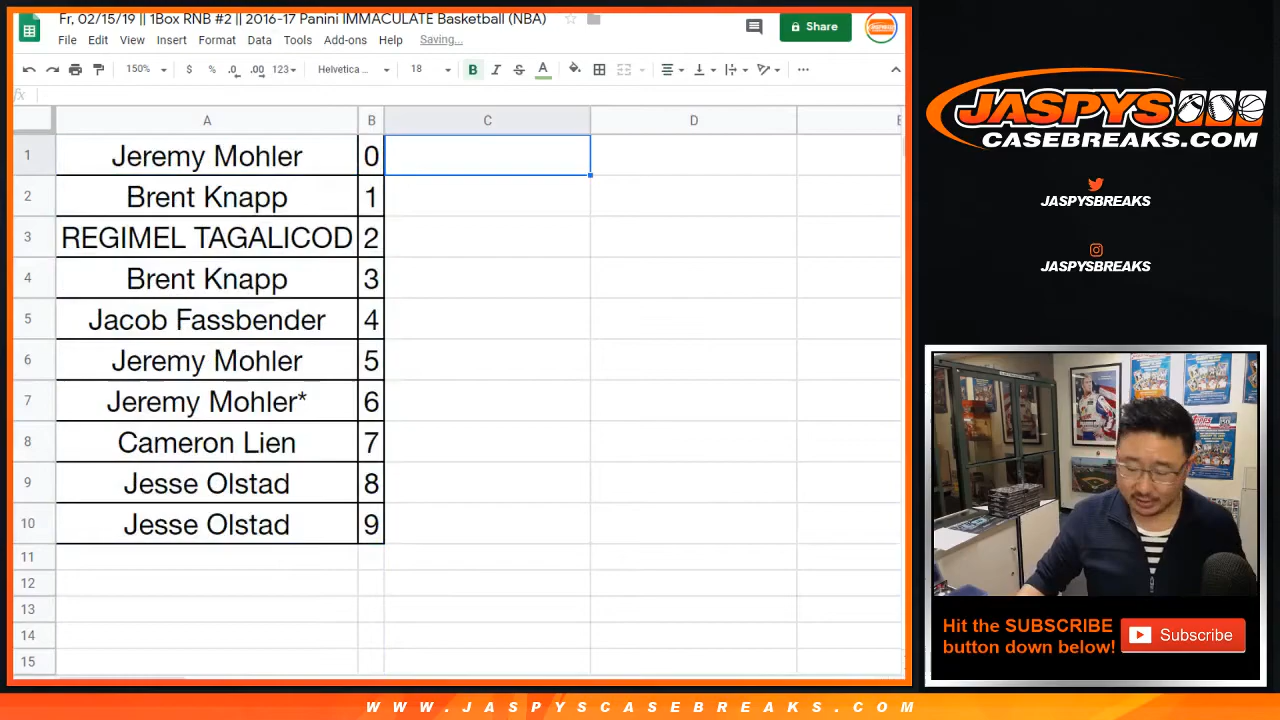 Fr, 02/15/19 || 1Box RNB #2 || 2016-17 Panini IMMACULATE Basketball (NBA)
File Edit View Insert Format Data Tools Add-ons Help Saving...
Share
150% $ % .0 .00 123 Helvetica ... 18 B I S A
fx
A B C D E
1 Jeremy Mohler 0
2 Brent Knapp 1
3 REGIMEL TAGALICOD 2
4 Brent Knapp 3
5 Jacob Fassbender 4
6 Jeremy Mohler 5
7 Jeremy Mohler* 6
8 Cameron Lien 7
9 Jesse Olstad 8
10 Jesse Olstad 9
11
12
13
14
15
JASPYS
CASEBREAKS.COM
JASPYSBREAKS
JASPYSBREAKS
Topps
Hit the SUBSCRIBE
button down below!
Subscribe
WWW.JASPYSCASEBREAKS.COM